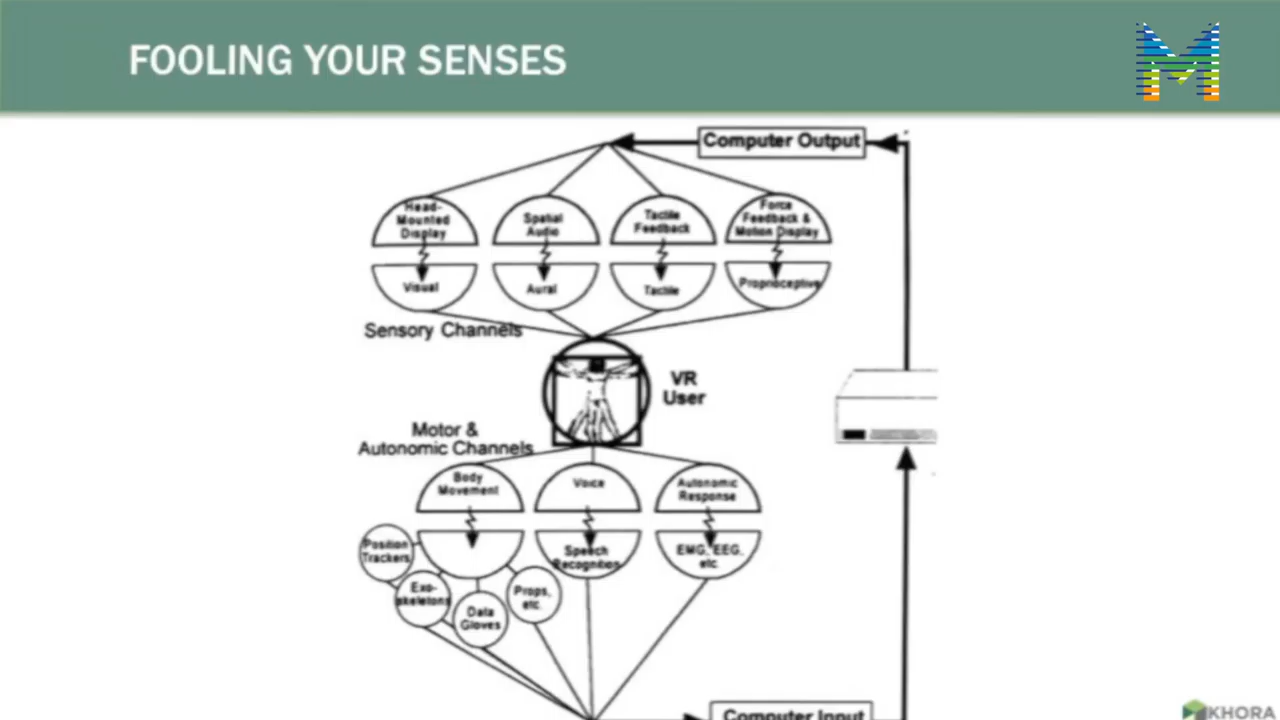 FOOLING YOUR SENSES
Computer Output
Head-
Mounted
Display
Spatial
Audio
Tactile
Feedback
Force
Feedback &
Motion Display
Visual
Aural
Tactile
Proprioceptive
Sensory Channels
VR
User
Motor &
Autonomic Channels
Body
Movement
Voice
Autonomic
Response
Position
Trackers
Speech
Recognition
EMG, EEG,
etc.
Exo-
skeletons
Data
Gloves
Props,
etc.
Computer Input
KHORA